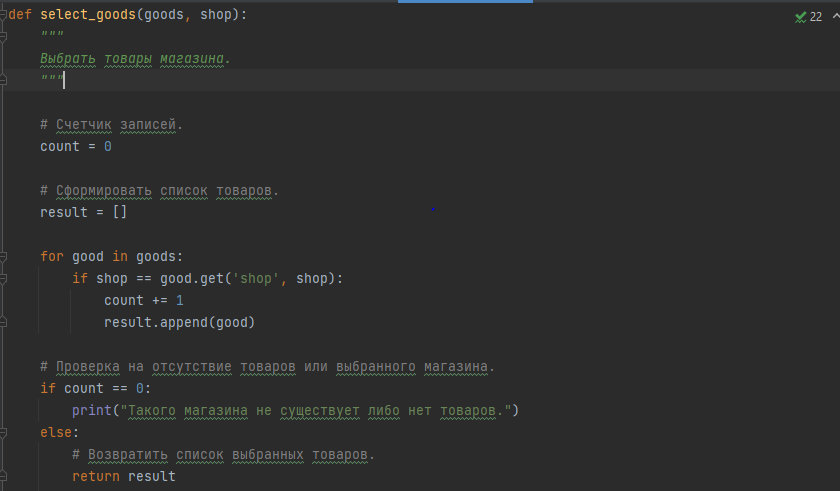 def select_goods(goods, shop):
22
"""
Выбрать товары магазина.
"""
# Счетчик записей.
count = 0
# Сформировать список товаров.
result = []
for good in goods:
if shop == good.get('shop', shop):
count += 1
result.append(good)
# Проверка на отсутствие товаров или выбранного магазина.
if count == 0:
print("Такого магазина не существует либо нет товаров.")
else:
# Возвратить список выбранных товаров.
return result